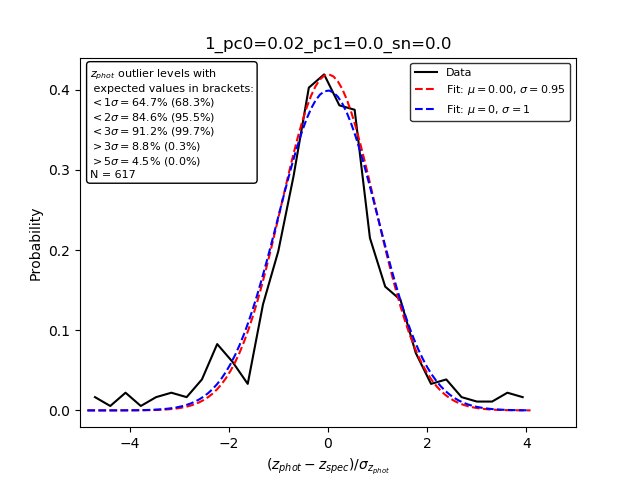 1_pc0=0.02_pc1=0.0_sn=0.0
z_phot outlier levels with
expected values in brackets:
<1σ=64.7% (68.3%)
<2σ=84.6% (95.5%)
<3σ=91.2% (99.7%)
>3σ=8.8% (0.3%)
>5σ=4.5% (0.0%)
N = 617
Data
Fit: μ=0.00, σ=0.95
Fit: μ=0, σ=1
Probability
0.4
0.3
0.2
0.1
0.0
−4 −2 0 2 4
(z_phot − z_spec)/σ_z_phot